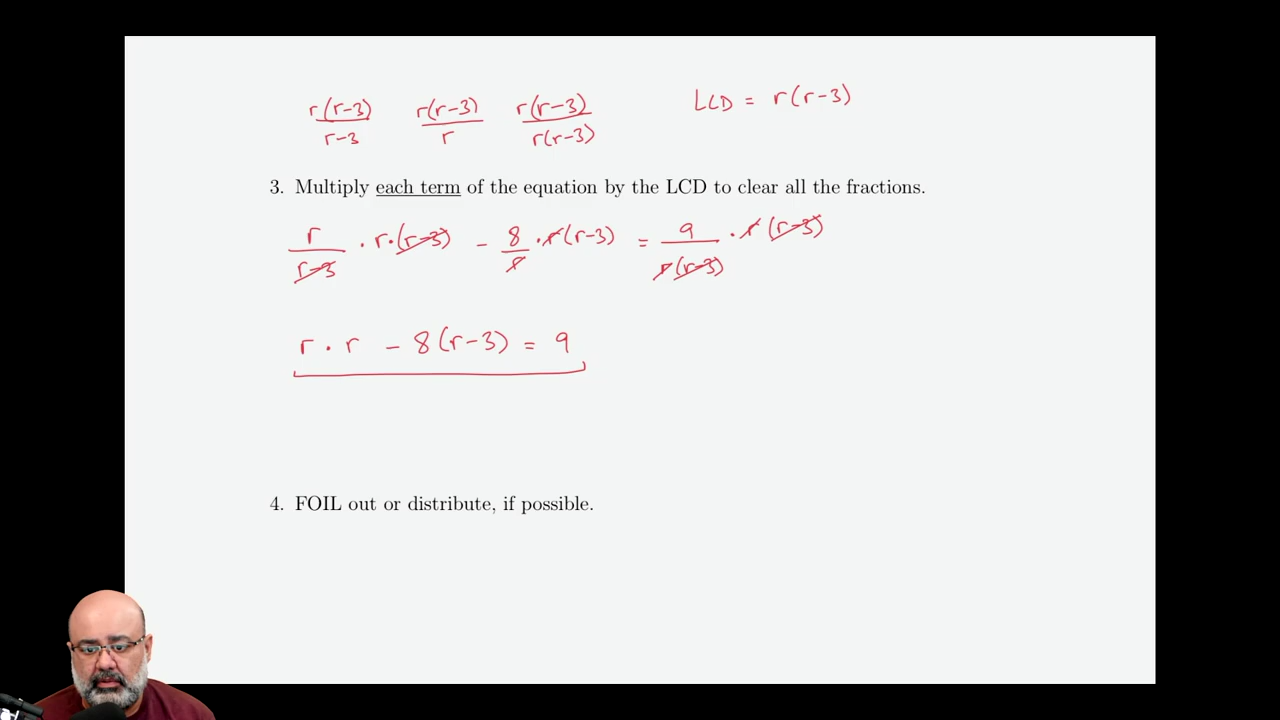 r(r-3)/r-3   r(r-3)/r   r(r-3)/r(r-3)   LCD = r(r-3)
3. Multiply each term of the equation by the LCD to clear all the fractions.
r/r-3 · r·(r-3) - 8/r · r(r-3) = 9/r(r-3) · r(r-3)
r · r - 8(r-3) = 9
4. FOIL out or distribute, if possible.